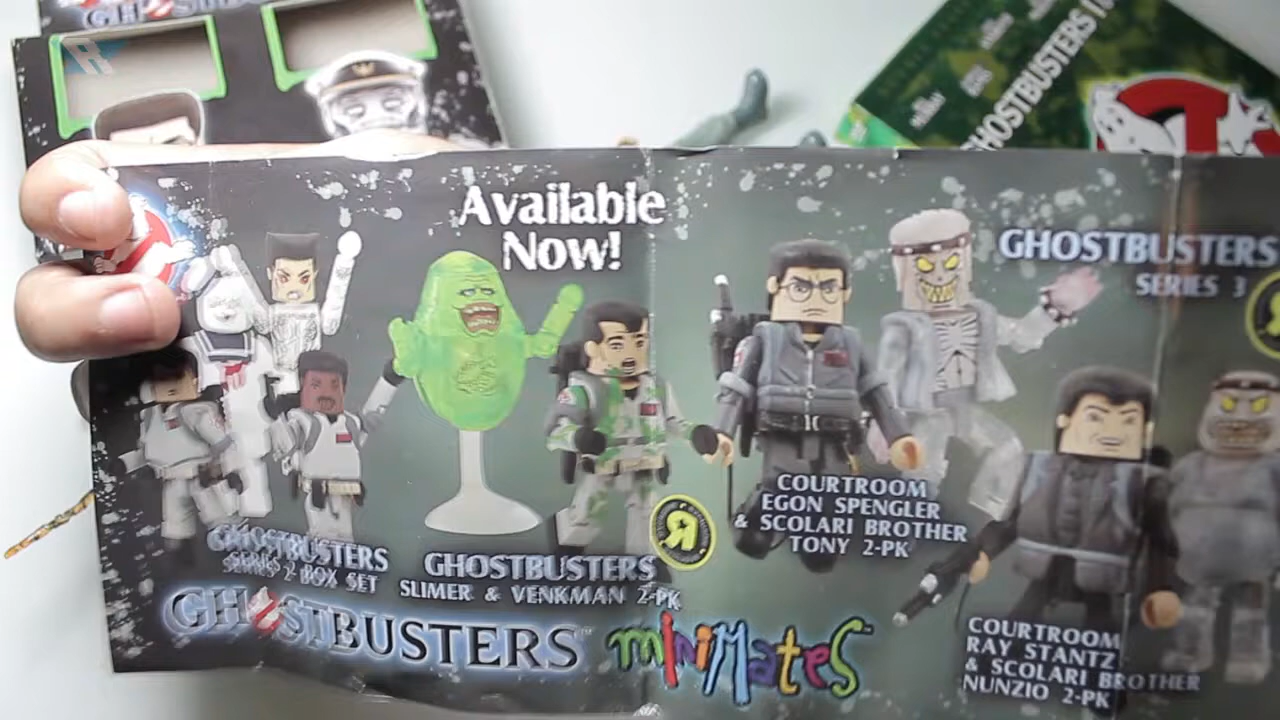 GHOSTBUSTERS
GHOSTBUSTERS
Available
Now!
GHOSTBUSTERS
SERIES 3
GHOSTBUSTERS
SERIES 2 BOX SET
GHOSTBUSTERS
SLIMER & VENKMAN 2-PK
COURTROOM
EGON SPENGLER
& SCOLARI BROTHER
TONY 2-PK
COURTROOM
RAY STANTZ
& SCOLARI BROTHER
NUNZIO 2-PK
GHOSTBUSTERS™
miNiMates